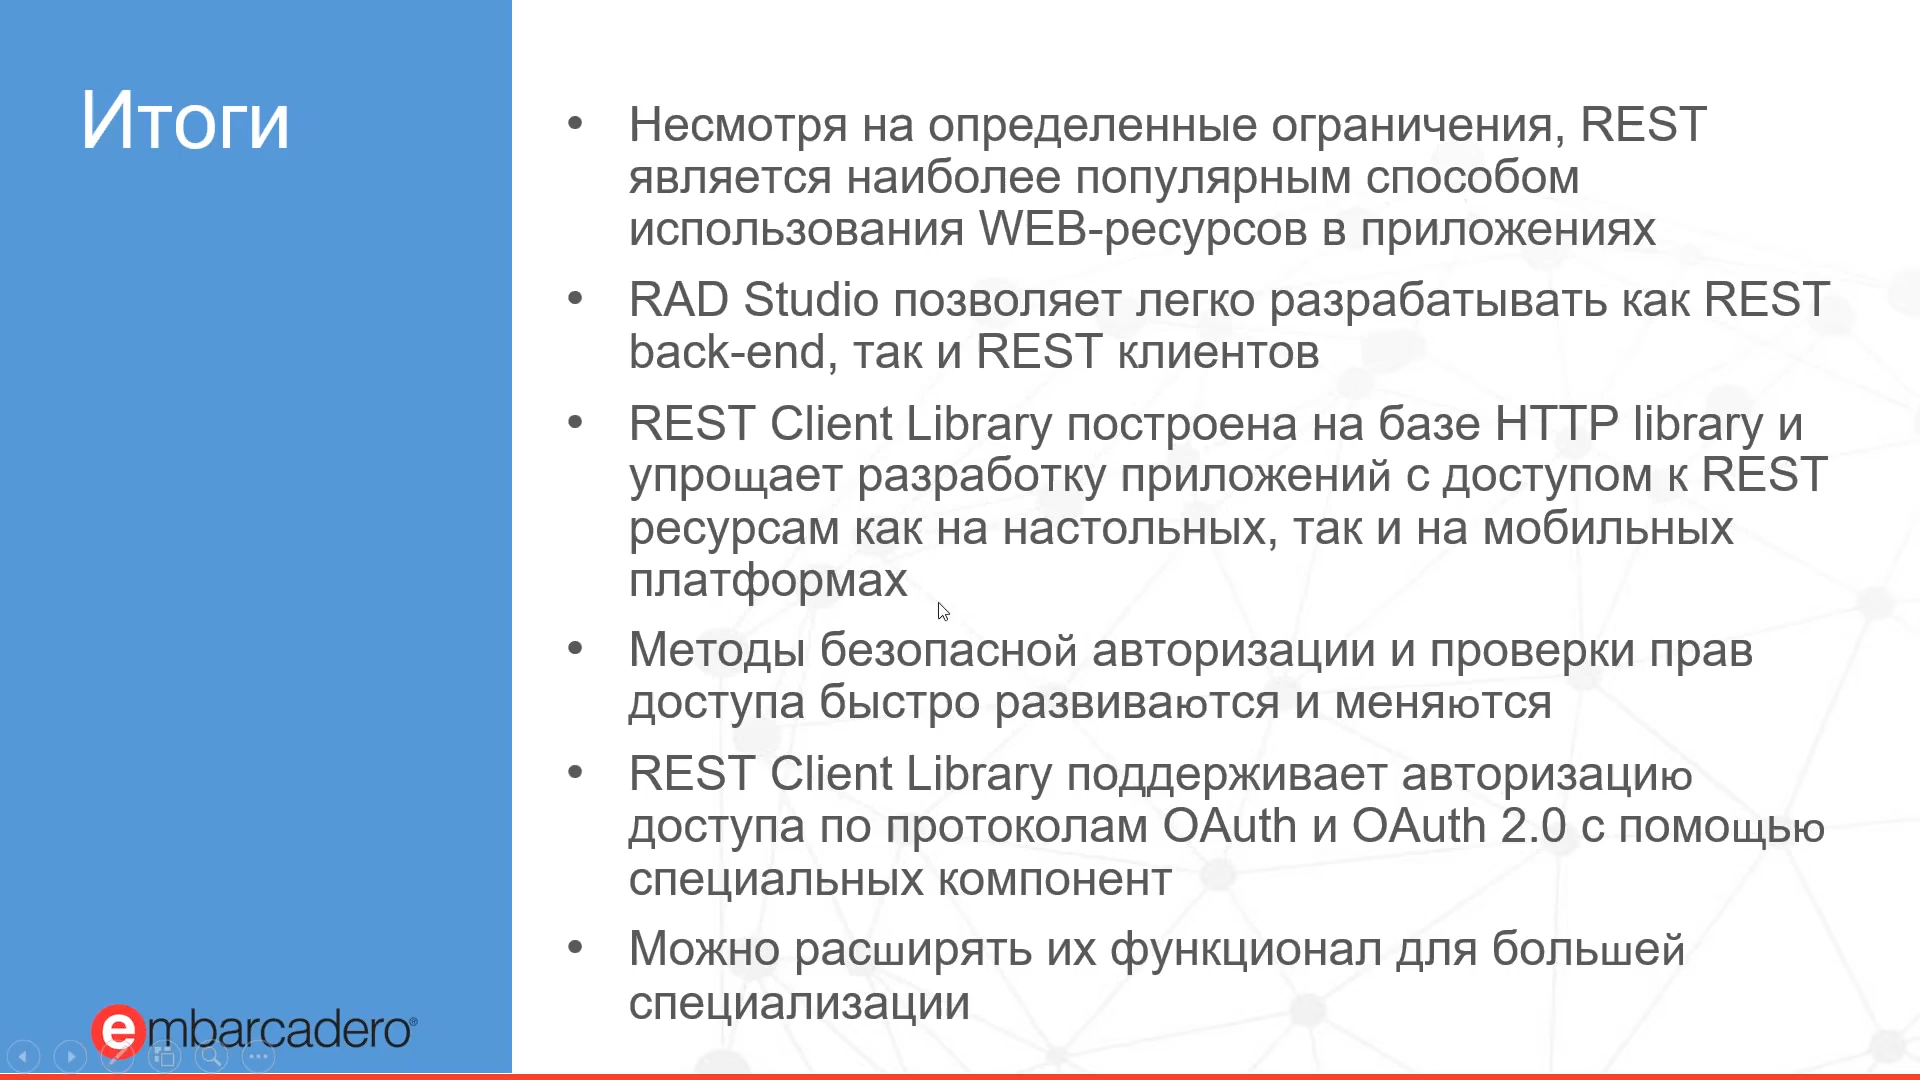 Итоги
• Несмотря на определенные ограничения, REST
является наиболее популярным способом
использования WEB-ресурсов в приложениях
• RAD Studio позволяет легко разрабатывать как REST
back-end, так и REST клиентов
• REST Client Library построена на базе HTTP library и
упрощает разработку приложений с доступом к REST
ресурсам как на настольных, так и на мобильных
платформах
• Методы безопасной авторизации и проверки прав
доступа быстро развиваются и меняются
• REST Client Library поддерживает авторизацию
доступа по протоколам OAuth и OAuth 2.0 с помощью
специальных компонент
• Можно расширять их функционал для большей
специализации
embarcadero®